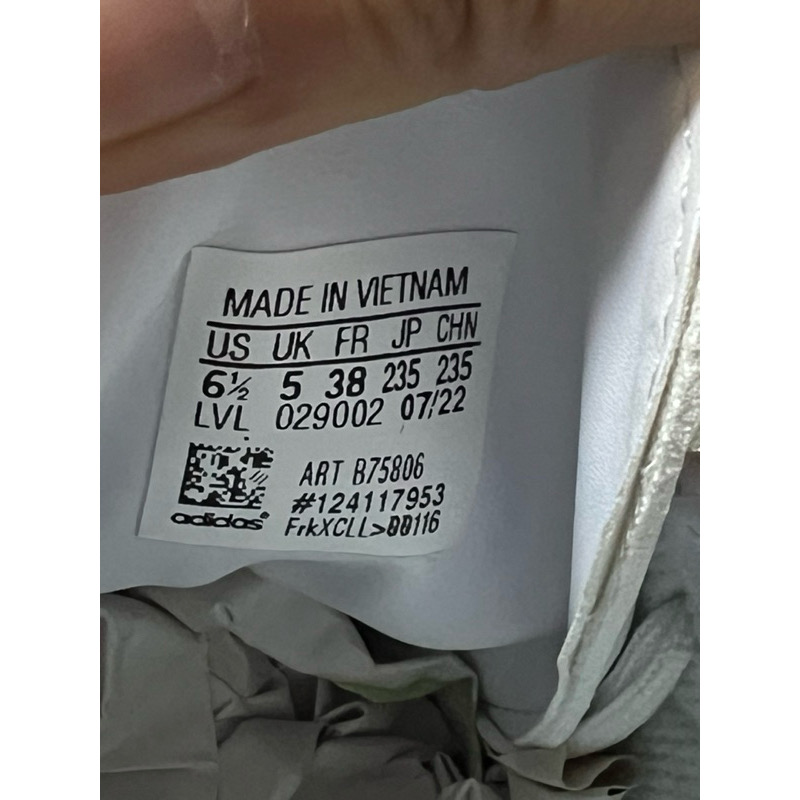 MADE IN VIETNAM
US UK FR JP CHN
6½ 5 38 235 235
LVL 029002 07/22
ART B75806
#124117953
adidas®
FrkXCLL>00116